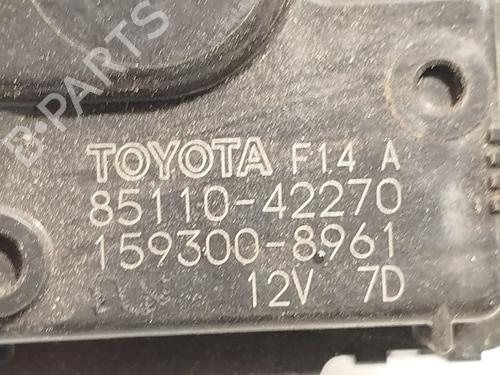 B-PARTS
TOYOTA F14 A
85110-42270
159300-8961
12V 7D